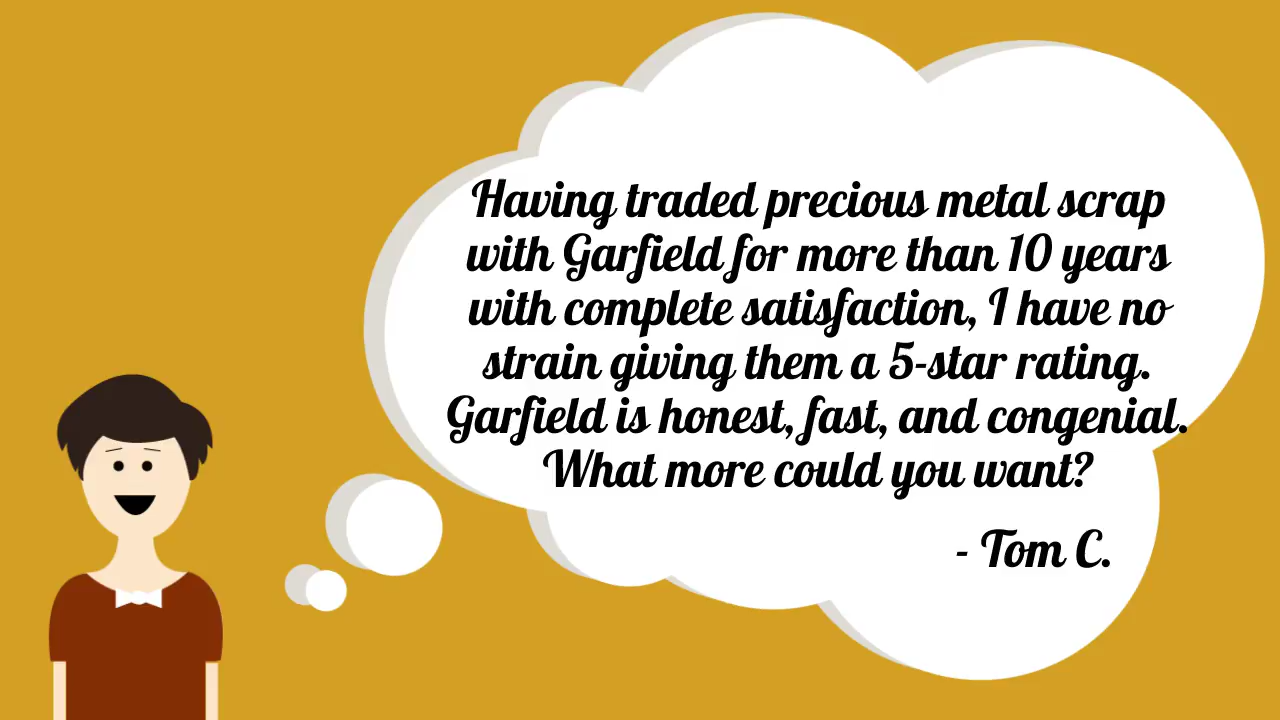 Having traded precious metal scrap
with Garfield for more than 10 years
with complete satisfaction, I have no
strain giving them a 5-star rating.
Garfield is honest, fast, and congenial.
What more could you want?
- Tom C.